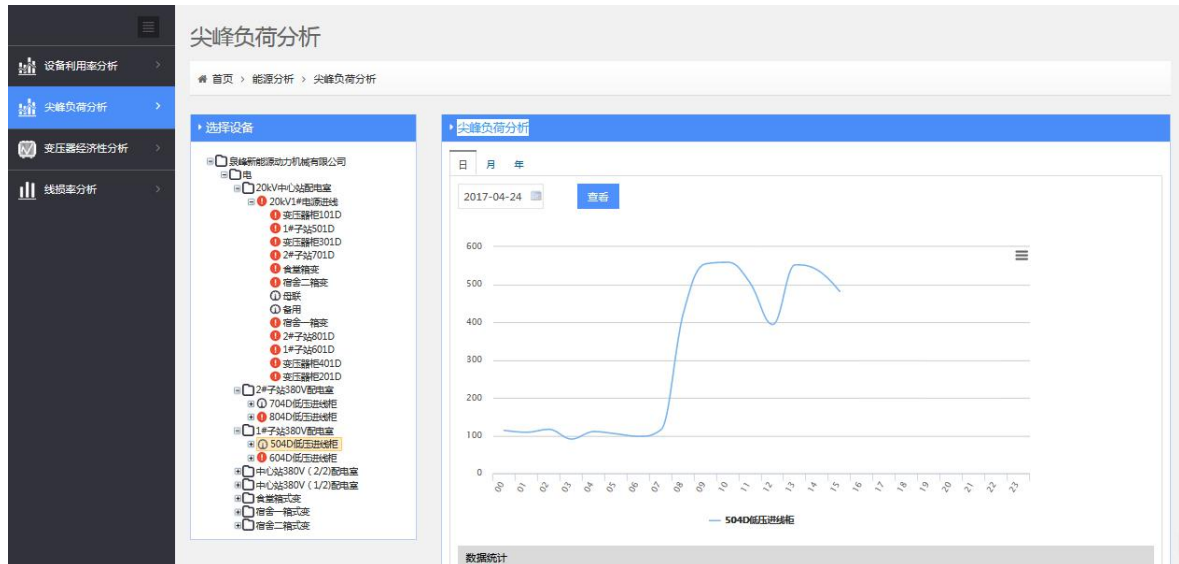 尖峰负荷分析
设备利用率分析
尖峰负荷分析
变压器经济性分析
线损率分析
首页 > 能源分析 > 尖峰负荷分析
选择设备
泉峰新能源动力机械有限公司
电
20kV中心站配电室
20kV1#电源进线
变压器柜101D
1#子站501D
变压器柜301D
2#子站701D
食堂箱变
宿舍二箱变
母联
备用
宿舍一箱变
2#子站801D
1#子站601D
变压器柜401D
变压器柜201D
2#子站380V配电室
704D低压进线柜
804D低压进线柜
1#子站380V配电室
504D低压进线柜
604D低压进线柜
中心站380V（2/2)配电室
中心站380V（1/2)配电室
食堂箱式变
宿舍一箱式变
宿舍二箱式变
尖峰负荷分析
日 月 年
2017-04-24 查看
600
500
400
300
200
100
0
00 01 02 03 04 05 06 07 08 09 10 11 12 13 14 15 16 17 18 19 20 21 22 23
504D低压进线柜
数据统计